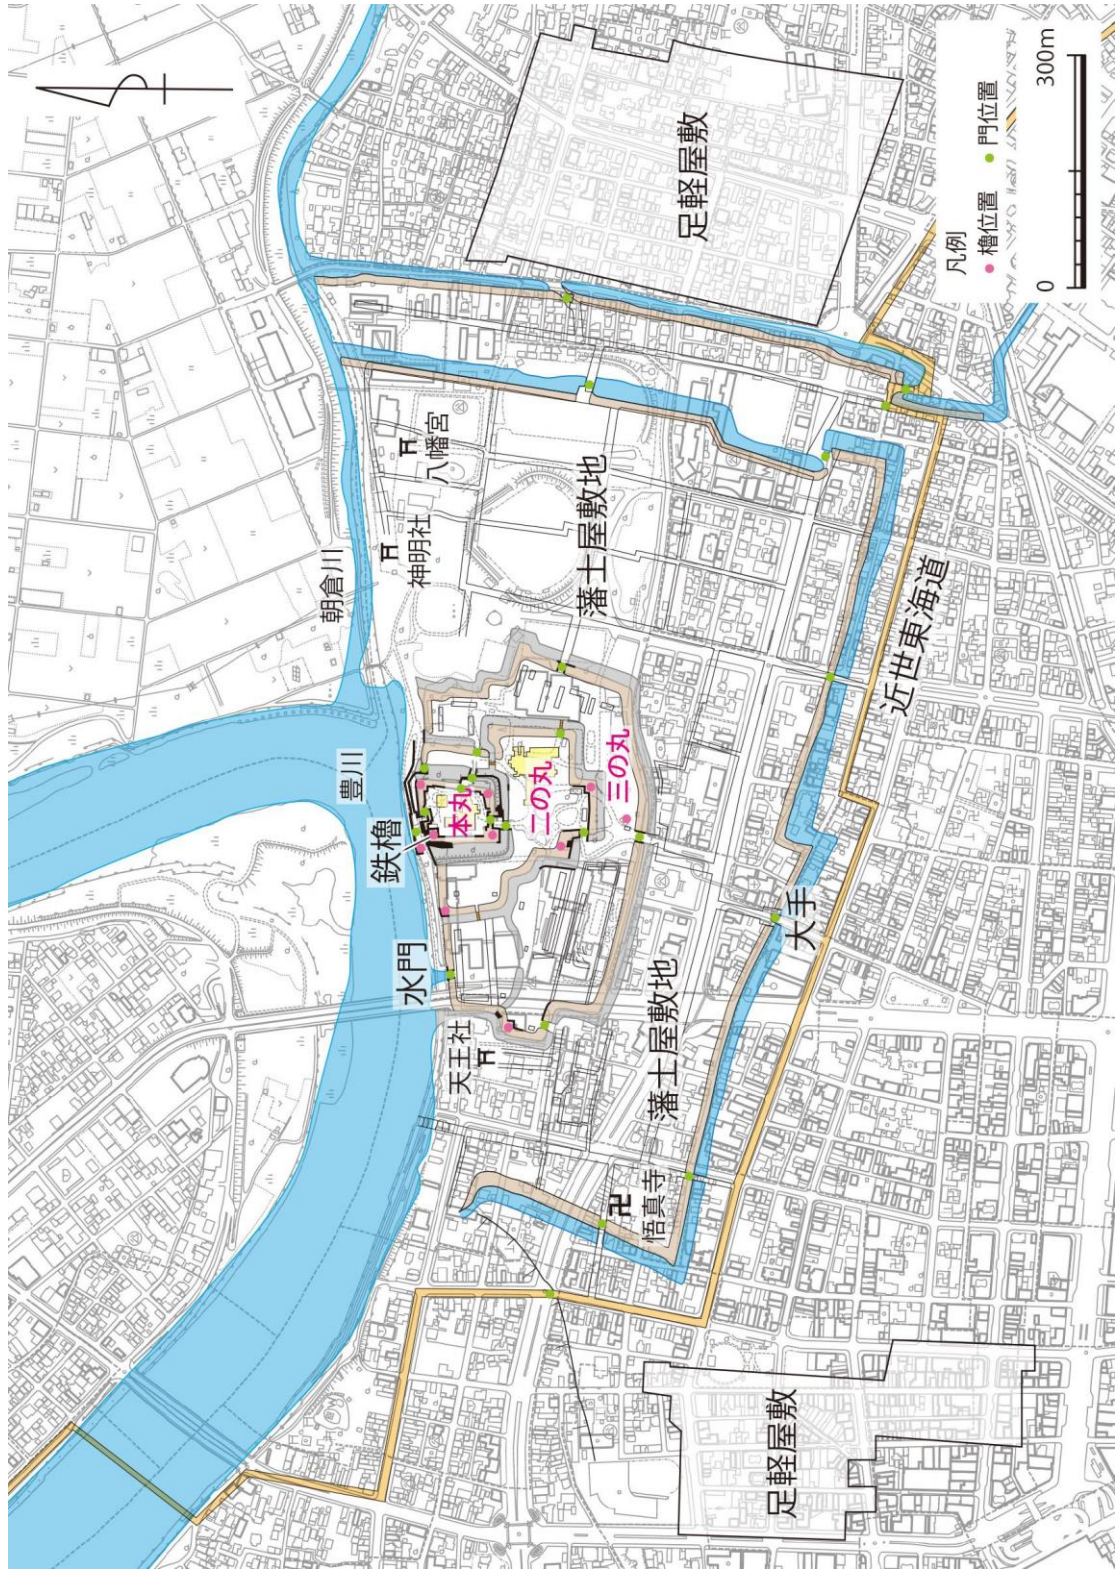 豊川
朝倉川
鉄櫓
水門
本丸
二の丸
三の丸
天王社
神明社
八幡宮
藩士屋敷地
藩士屋敷地
悟真寺
大手
近世東海道
足軽屋敷
足軽屋敷
凡例
櫓位置 門位置
0 300m